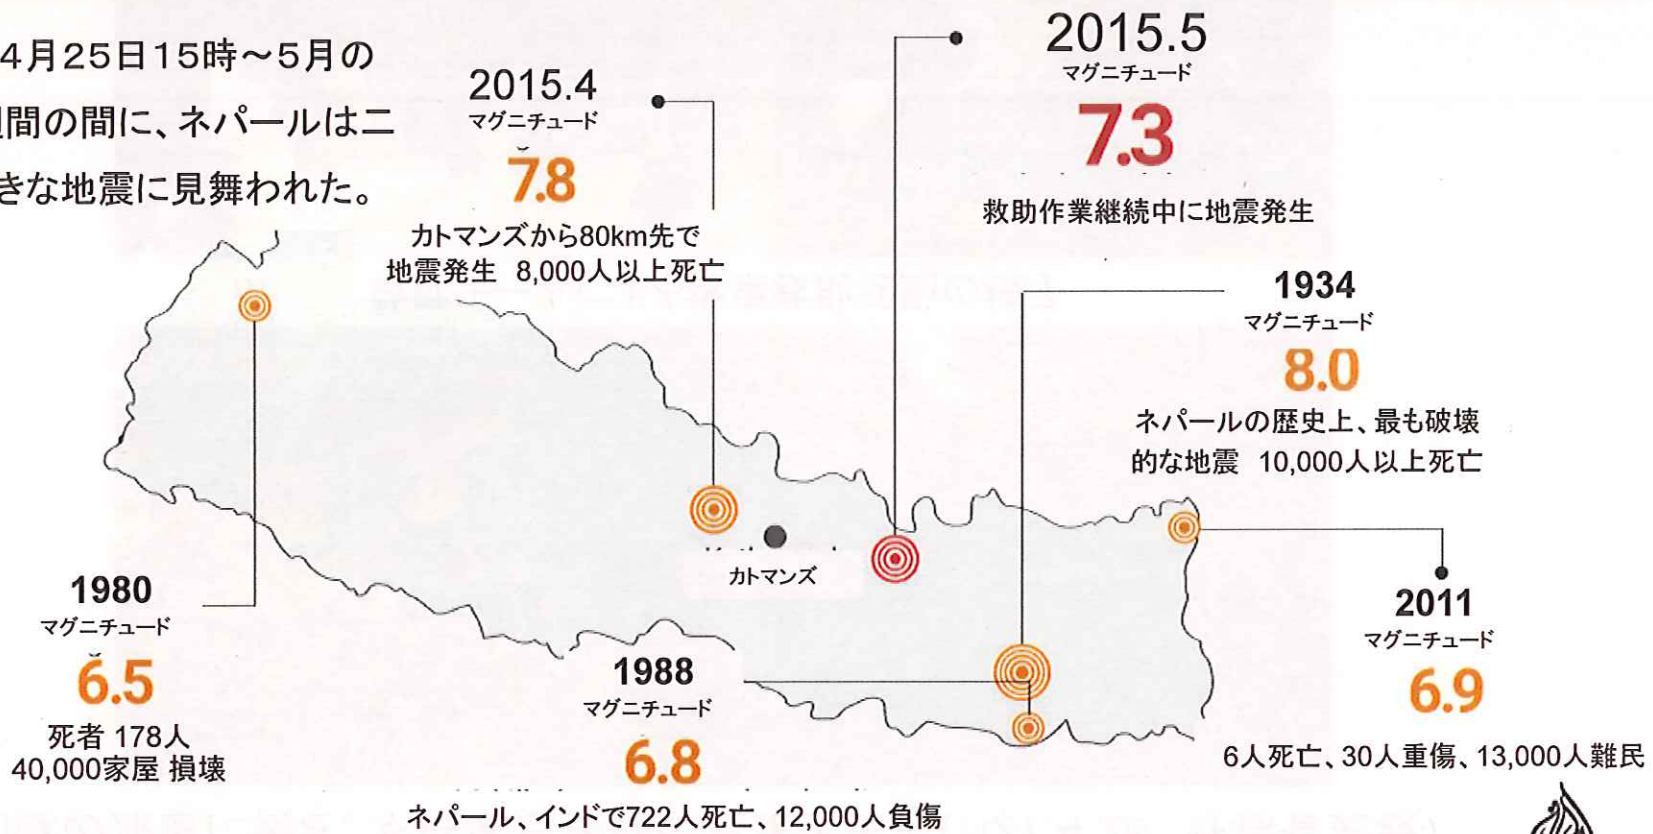 4月25日15時～5月の
間の間に、ネパールは二
きな地震に見舞われた。
2015.4
マグニチュード
7.8
カトマンズから80km先で
地震発生 8,000人以上死亡
2015.5
マグニチュード
7.3
救助作業継続中に地震発生
1934
マグニチュード
8.0
ネパールの歴史上、最も破壊
的な地震 10,000人以上死亡
カトマンズ
1980
マグニチュード
6.5
死者 178人
40,000家屋 損壊
1988
マグニチュード
6.8
ネパール、インドで722人死亡、12,000人負傷
2011
マグニチュード
6.9
6人死亡、30人重傷、13,000人難民